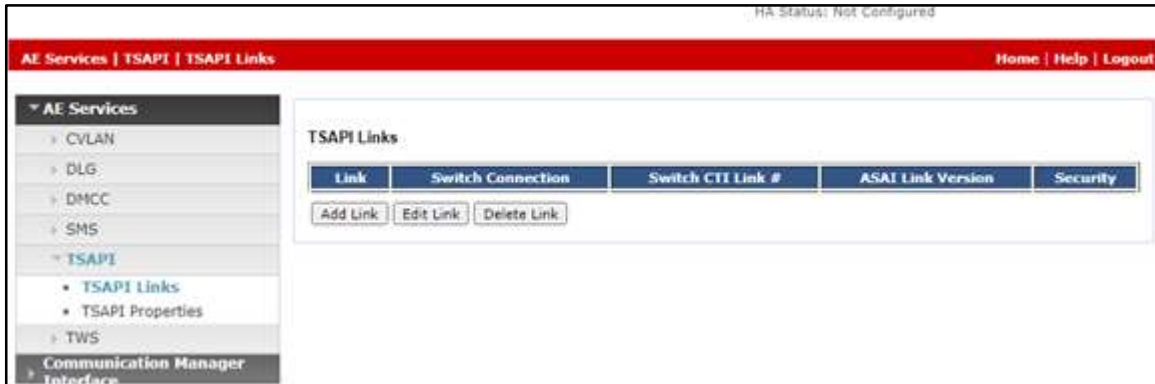 HA Status: Not Configured
AE Services | TSAPI | TSAPI Links Home | Help | Logout
AE Services
CVLAN
DLG
DMCC
SMS
TSAPI
TSAPI Links
TSAPI Properties
TWS
Communication Manager
Interface
TSAPI Links
Link Switch Connection Switch CTI Link # ASAI Link Version Security
Add Link Edit Link Delete Link